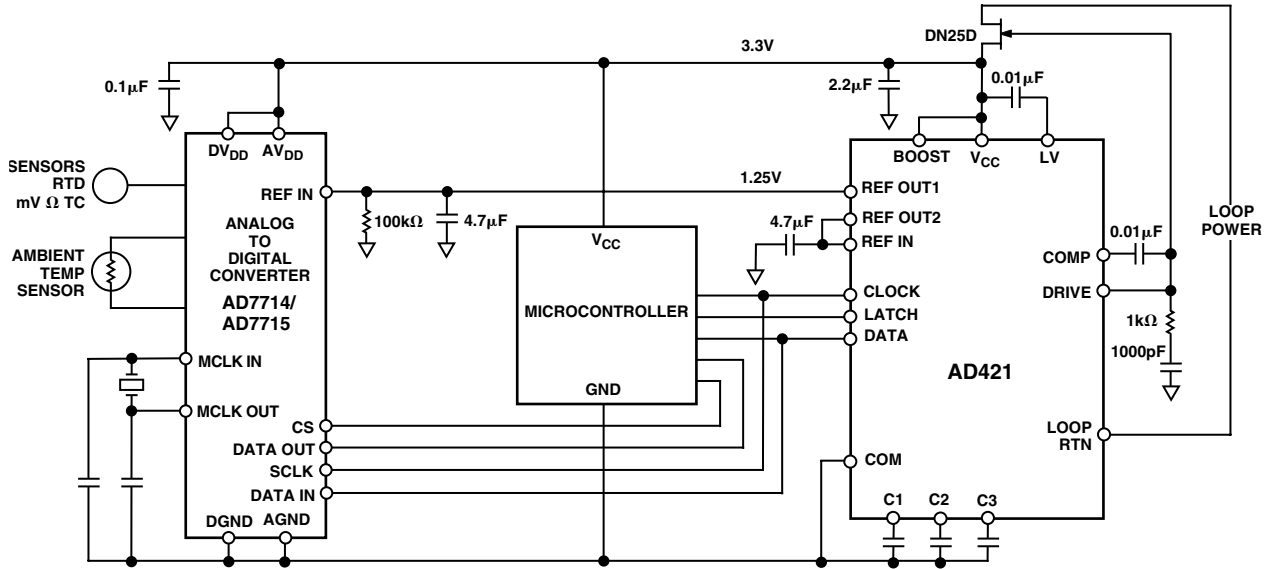 DN25D
3.3V
0.1µF
2.2µF
0.01µF
DVDD
AVDD
BOOST
VCC
LV
SENSORS
RTD
mV Ω TC
REF IN
1.25V
REF OUT1
ANALOG
TO
DIGITAL
CONVERTER
AD7714/
AD7715
100kΩ
4.7µF
4.7µF
REF OUT2
REF IN
LOOP
POWER
AMBIENT
TEMP
SENSOR
VCC
MICROCONTROLLER
GND
0.01µF
COMP
DRIVE
CLOCK
LATCH
DATA
1kΩ
1000pF
AD421
MCLK IN
MCLK OUT
CS
DATA OUT
SCLK
DATA IN
LOOP
RTN
COM
DGND
AGND
C1
C2
C3